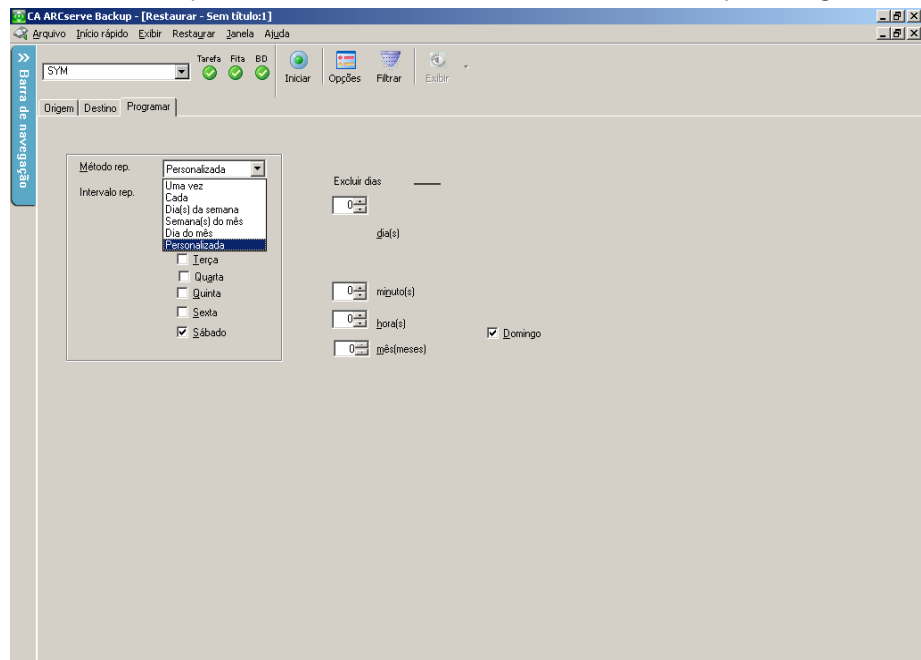 CA ARCserve Backup - [Restaurar - Sem título:1]
Arquivo Início rápido Exibir Restaurar Janela Ajuda
Barra de navegação
SYM
Tarefa Fita BD
Iniciar Opções Filtrar Exibir
Origem Destino Programar
Método rep. Personalizada
Intervalo rep.
Uma vez
Cada
Dia(s) da semana
Semana(s) do mês
Dia do mês
Personalizada
Terça
Quarta
Quinta
Sexta
Sábado
Excluir dias
0
dia(s)
0 minuto(s)
0 hora(s)
0 mês(meses)
Domingo